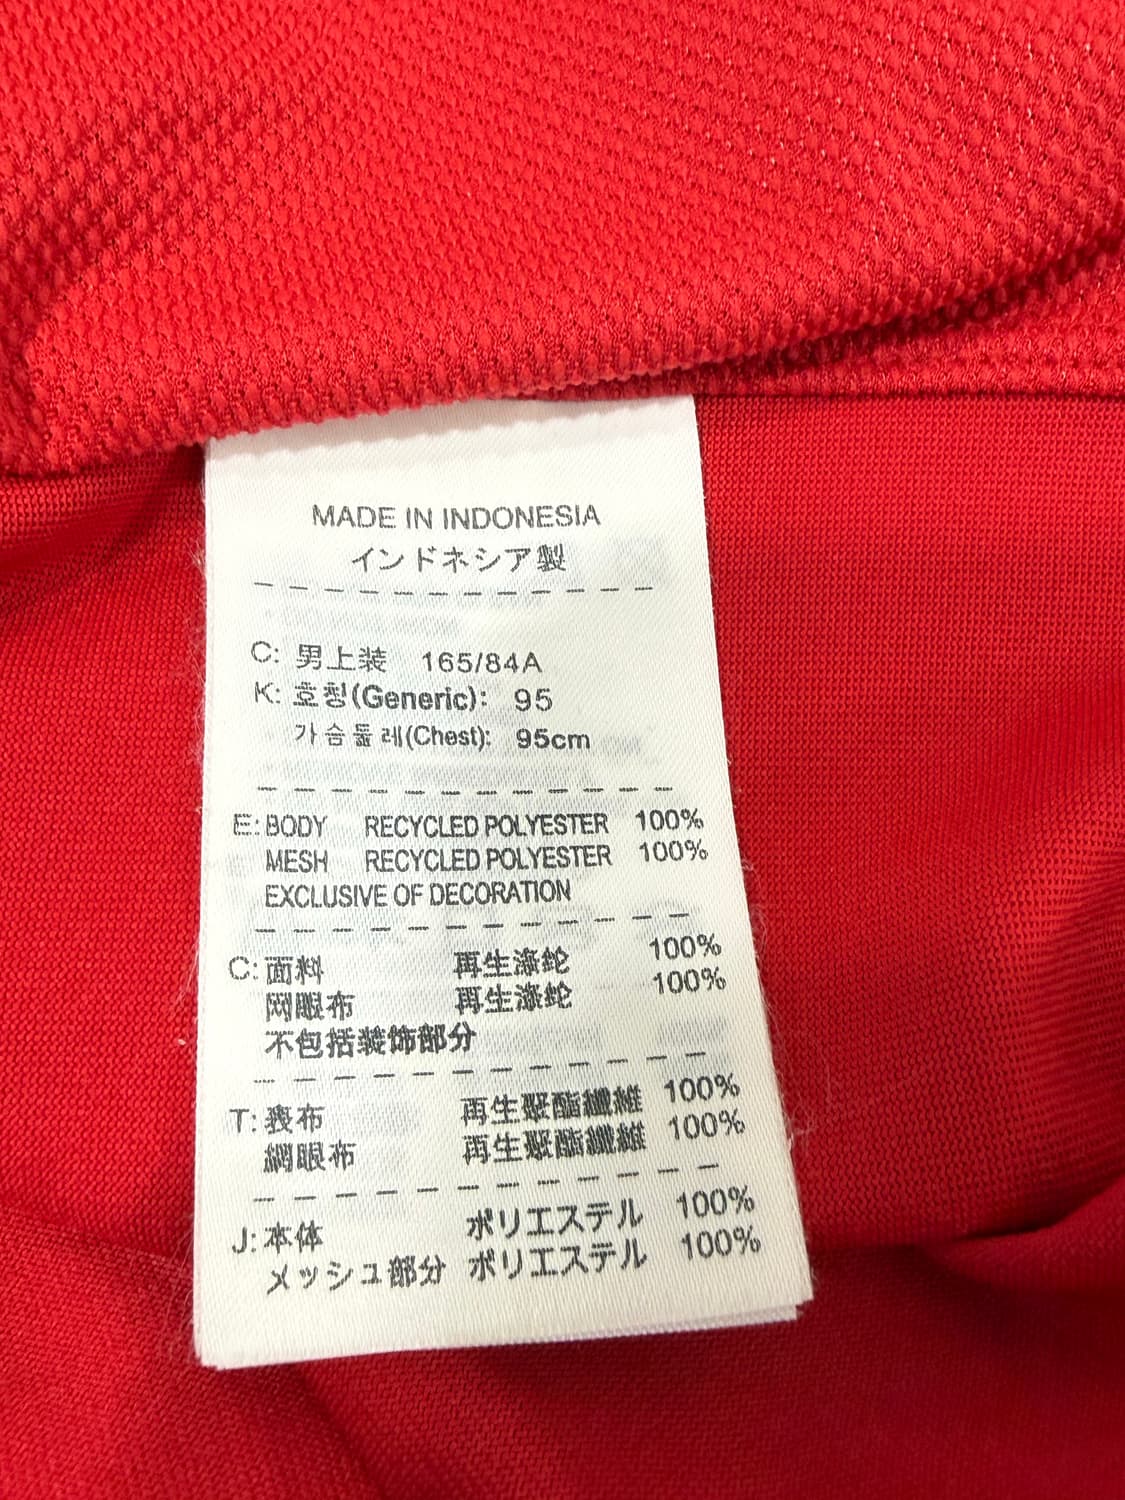 MADE IN INDONESIA
インドネシア製
C: 男上装 165/84A
K: 호칭(Generic): 95
가슴둘레(Chest): 95cm
E: BODY RECYCLED POLYESTER 100%
MESH RECYCLED POLYESTER 100%
EXCLUSIVE OF DECORATION
C: 面料 再生涤纶 100%
网眼布 再生涤纶 100%
不包括装饰部分
T: 表布 再生聚酯纖維 100%
網眼布 再生聚酯纖維 100%
J: 本体 ポリエステル 100%
メッシュ部分 ポリエステル 100%